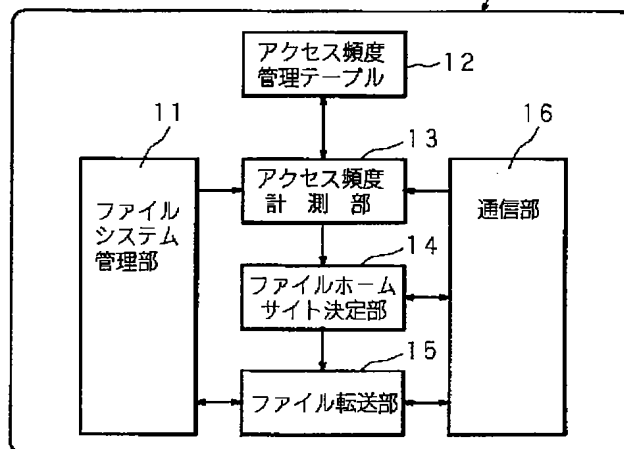 アクセス頻度
管理テーブル
12
11
16
13
アクセス頻度
計測部
ファイル
システム
管理部
通信部
14
ファイルホーム
サイト決定部
15
ファイル転送部